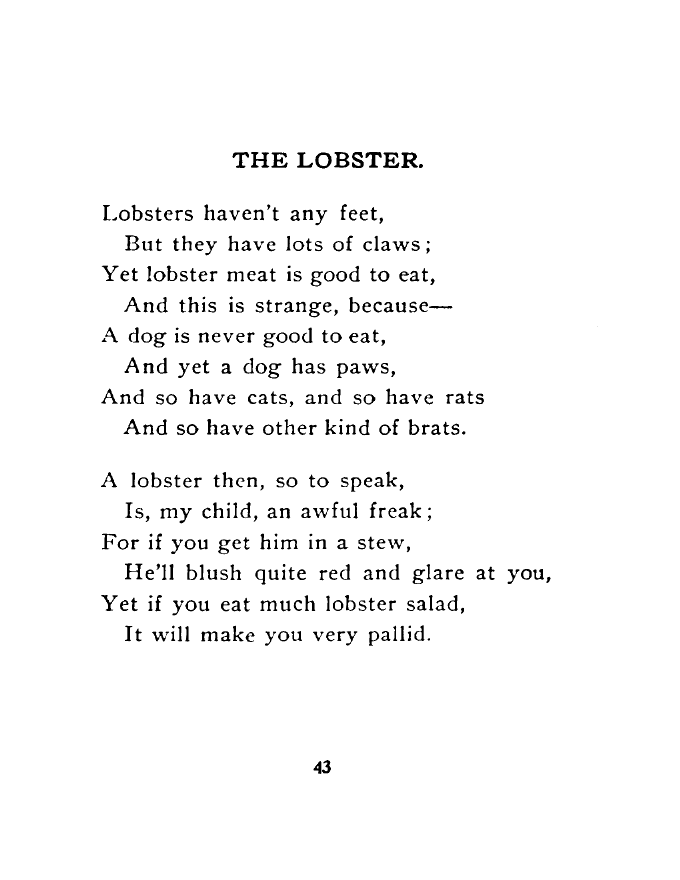 THE LOBSTER.
Lobsters haven't any feet,
But they have lots of claws;
Yet lobster meat is good to eat,
And this is strange, because—
A dog is never good to eat,
And yet a dog has paws,
And so have cats, and so have rats
And so have other kind of brats.
A lobster then, so to speak,
Is, my child, an awful freak;
For if you get him in a stew,
He'll blush quite red and glare at you,
Yet if you eat much lobster salad,
It will make you very pallid.
43